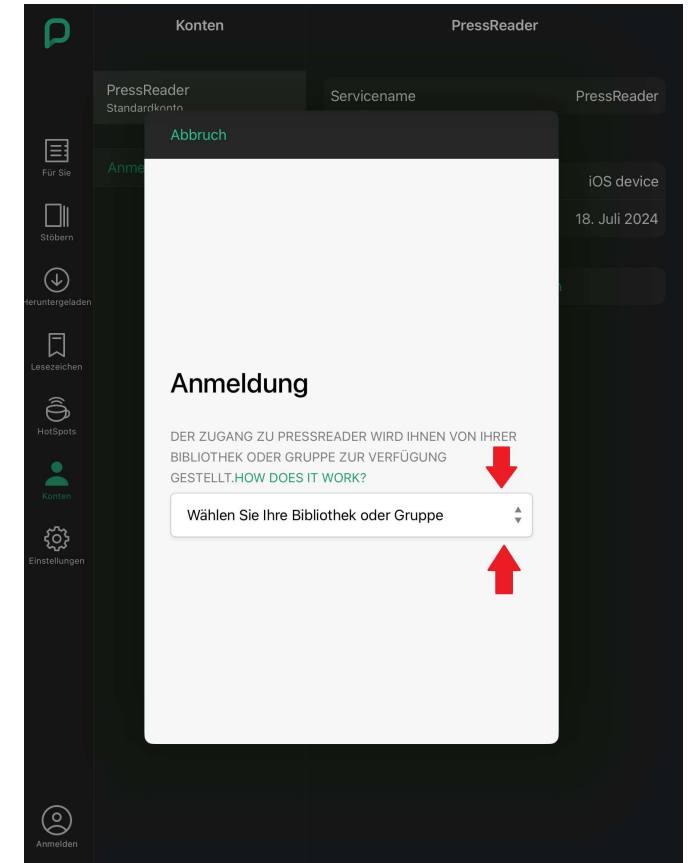 Konten
PressReader
Für Sie
Stöbern
Heruntergeladen
Lesezeichen
HotSpots
Konten
Einstellungen
Anmelden
PressReader
Standardkonto
Anme
Servicename PressReader
iOS device
18. Juli 2024
Abbruch
Anmeldung
DER ZUGANG ZU PRESSREADER WIRD IHNEN VON IHRER
BIBLIOTHEK ODER GRUPPE ZUR VERFÜGUNG
GESTELLT.HOW DOES IT WORK?
Wählen Sie Ihre Bibliothek oder Gruppe